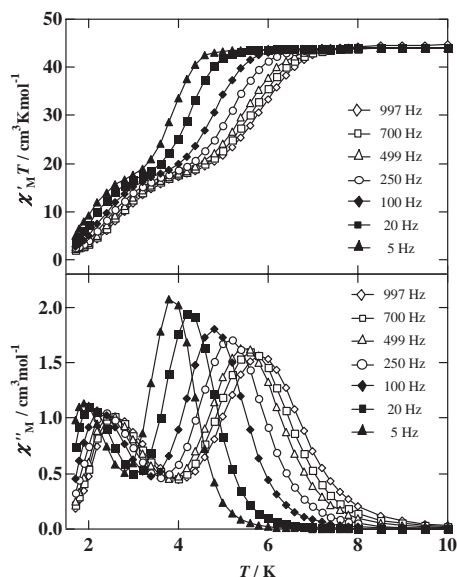 50
40
30
20
10
0
χ'M T / cm³Kmol⁻¹
997 Hz
700 Hz
499 Hz
250 Hz
100 Hz
20 Hz
5 Hz
2.0
1.5
1.0
0.5
0.0
χ''M / cm³mol⁻¹
997 Hz
700 Hz
499 Hz
250 Hz
100 Hz
20 Hz
5 Hz
2 4 6 8 10
T / K